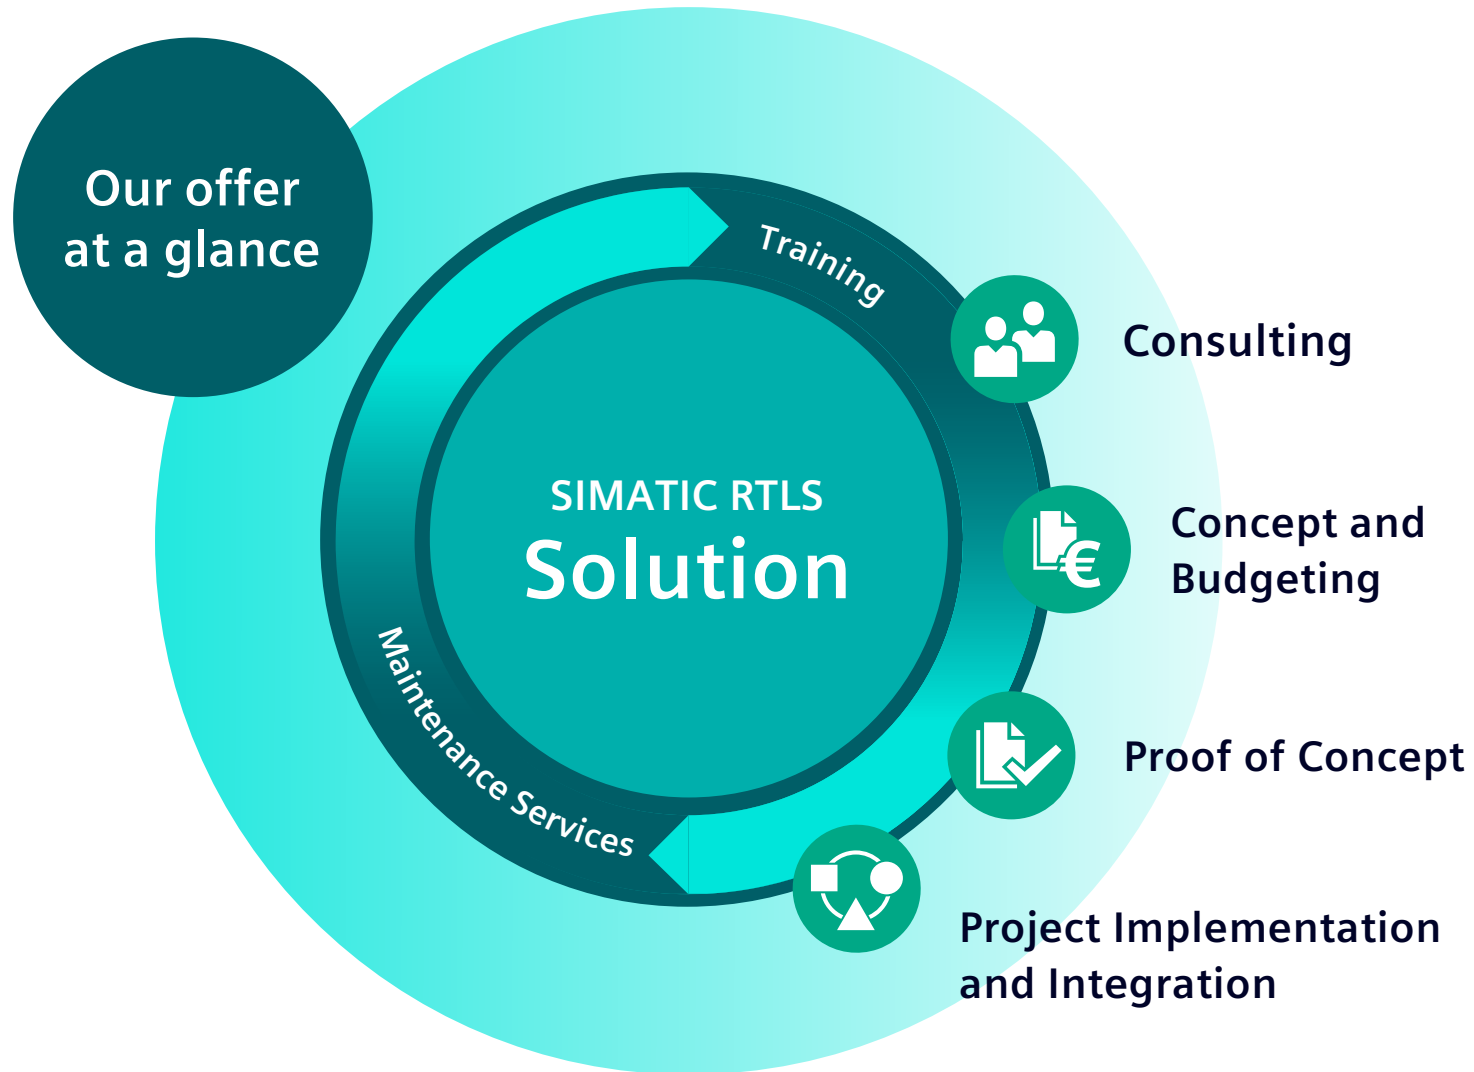 Our offer
at a glance
Training
Consulting
SIMATIC RTLS
Solution
Concept and
Budgeting
Maintenance Services
Proof of Concept
Project Implementation
and Integration